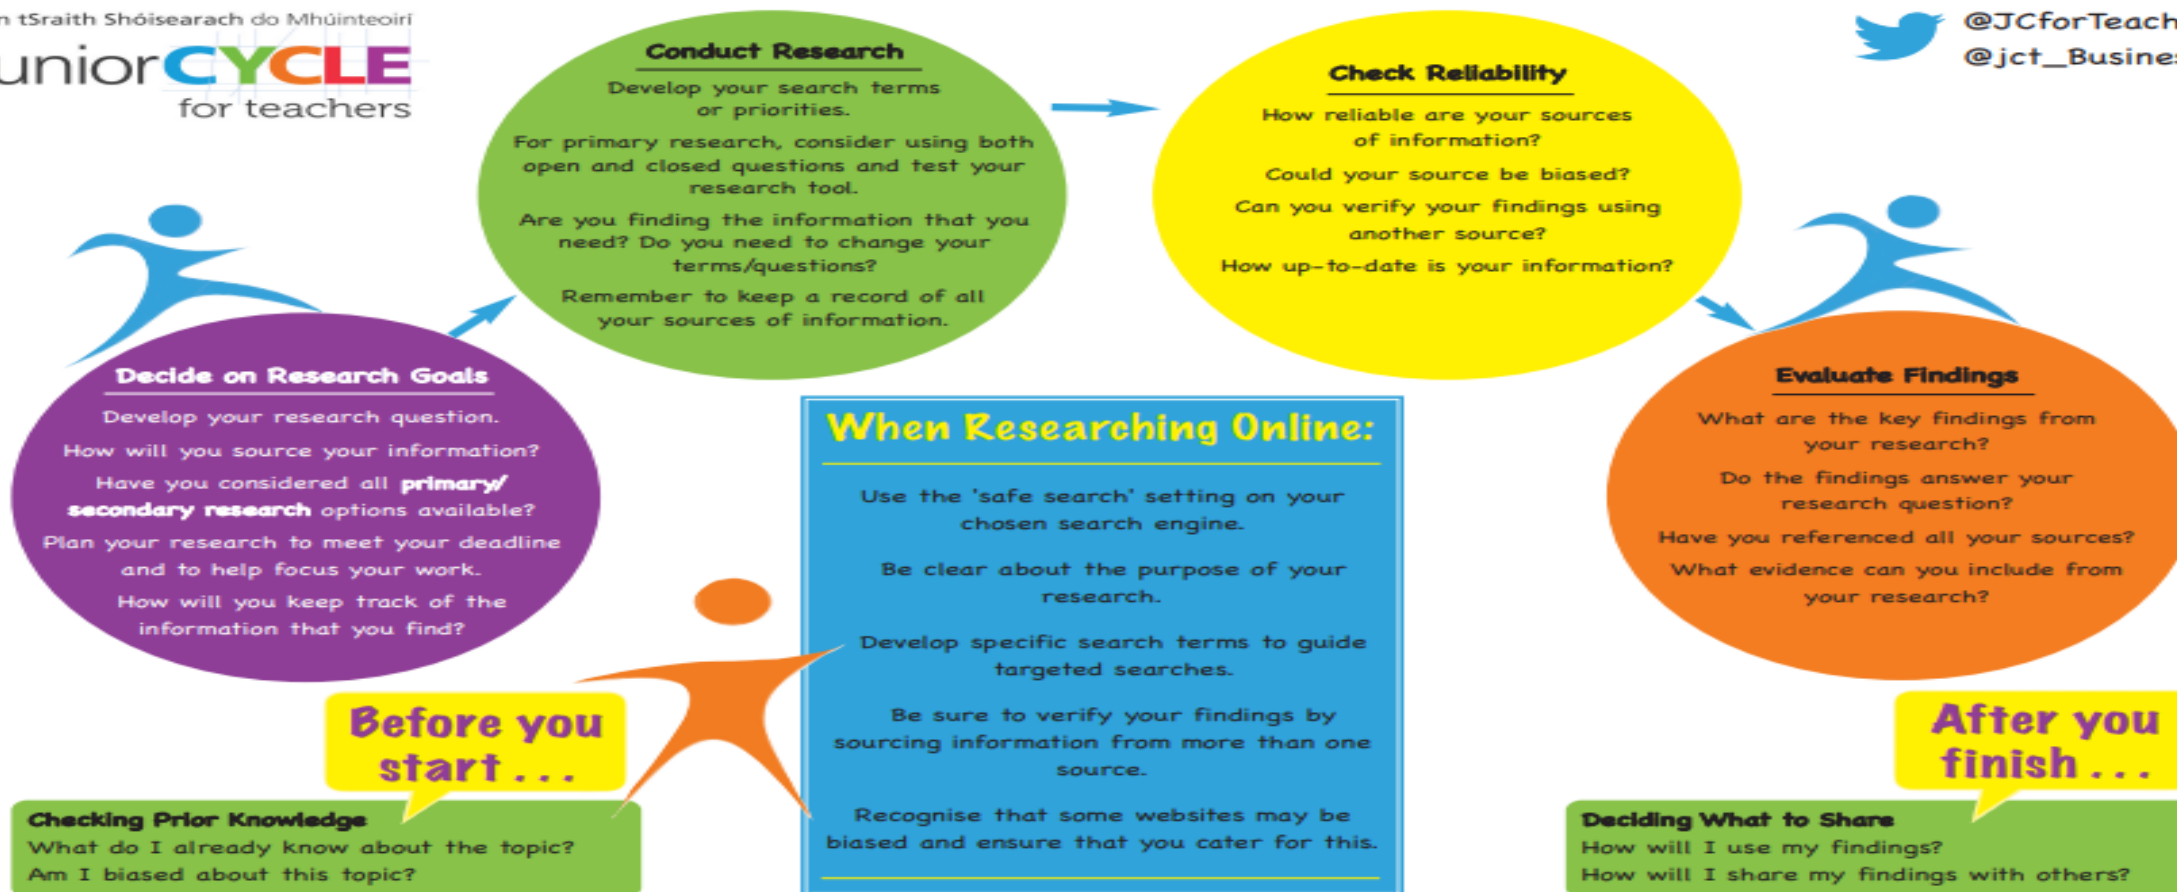 n tSraith Shóisearach do Mhúinteoirí
unior CYCLE
for teachers
@JCforTeach
@jct_Busines
Decide on Research Goals
Develop your research question.
How will you source your information?
Have you considered all primary/
secondary research options available?
Plan your research to meet your deadline
and to help focus your work.
How will you keep track of the
information that you find?
Conduct Research
Develop your search terms
or priorities.
For primary research, consider using both
open and closed questions and test your
research tool.
Are you finding the information that you
need? Do you need to change your
terms/questions?
Remember to keep a record of all
your sources of information.
Check Reliability
How reliable are your sources
of information?
Could your source be biased?
Can you verify your findings using
another source?
How up-to-date is your information?
Evaluate Findings
What are the key findings from
your research?
Do the findings answer your
research question?
Have you referenced all your sources?
What evidence can you include from
your research?
When Researching Online:
Use the 'safe search' setting on your
chosen search engine.
Be clear about the purpose of your
research.
Develop specific search terms to guide
targeted searches.
Be sure to verify your findings by
sourcing information from more than one
source.
Recognise that some websites may be
biased and ensure that you cater for this.
Before you
start ...
Checking Prior Knowledge
What do I already know about the topic?
Am I biased about this topic?
After you
finish ...
Deciding What to Share
How will I use my findings?
How will I share my findings with others?